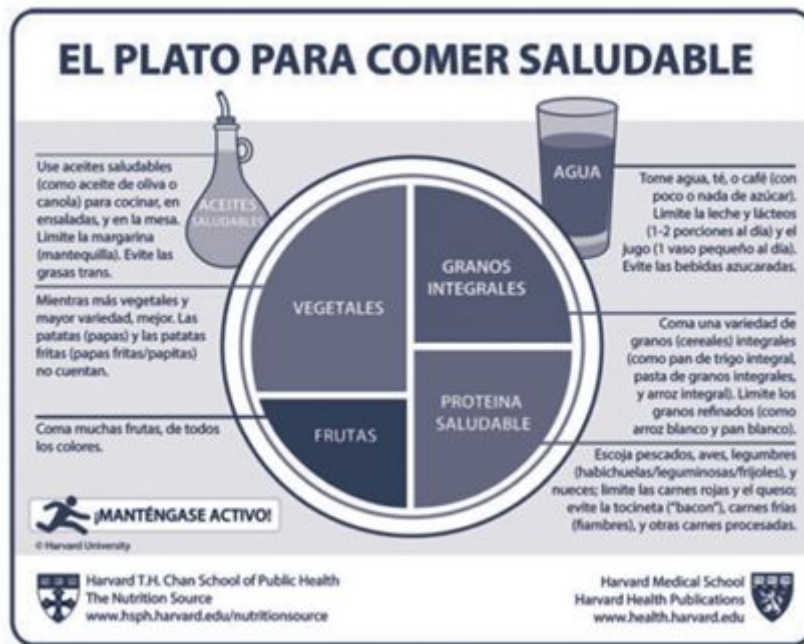 EL PLATO PARA COMER SALUDABLE
Use aceites saludables
(como aceite de oliva o
canola) para cocinar, en
ensaladas, y en la mesa.
Limite la margarina
(mantequilla). Evite las
grasas trans.
ACEITES
SALUDABLES
AGUA
Tome agua, té, o café (con
poco o nada de azúcar).
Limite la leche y lácteos
(1-2 porciones al día) y el
jugo (1 vaso pequeño al día).
Evite las bebidas azucaradas.
Mientras más vegetales y
mayor variedad, mejor. Las
patatas (papas) y las patatas
fritas (papas fritas/papitas)
no cuentan.
VEGETALES
GRANOS
INTEGRALES
Coma una variedad de
granos (cereales) integrales
(como pan de trigo integral,
pasta de granos integrales,
y arroz integral). Limite los
granos refinados (como
arroz blanco y pan blanco).
Coma muchas frutas, de todos
los colores.
FRUTAS
PROTEINA
SALUDABLE
Escoja pescados, aves, legumbres
(habichuelas/leguminosas/frijoles), y
nueces; limite las carnes rojas y el queso;
evite la tocineta ("bacon"), carnes frías
(fiambres), y otras carnes procesadas.
¡MANTÉNGASE ACTIVO!
© Harvard University
Harvard T.H. Chan School of Public Health
The Nutrition Source
www.hsph.harvard.edu/nutritionsource
Harvard Medical School
Harvard Health Publications
www.health.harvard.edu